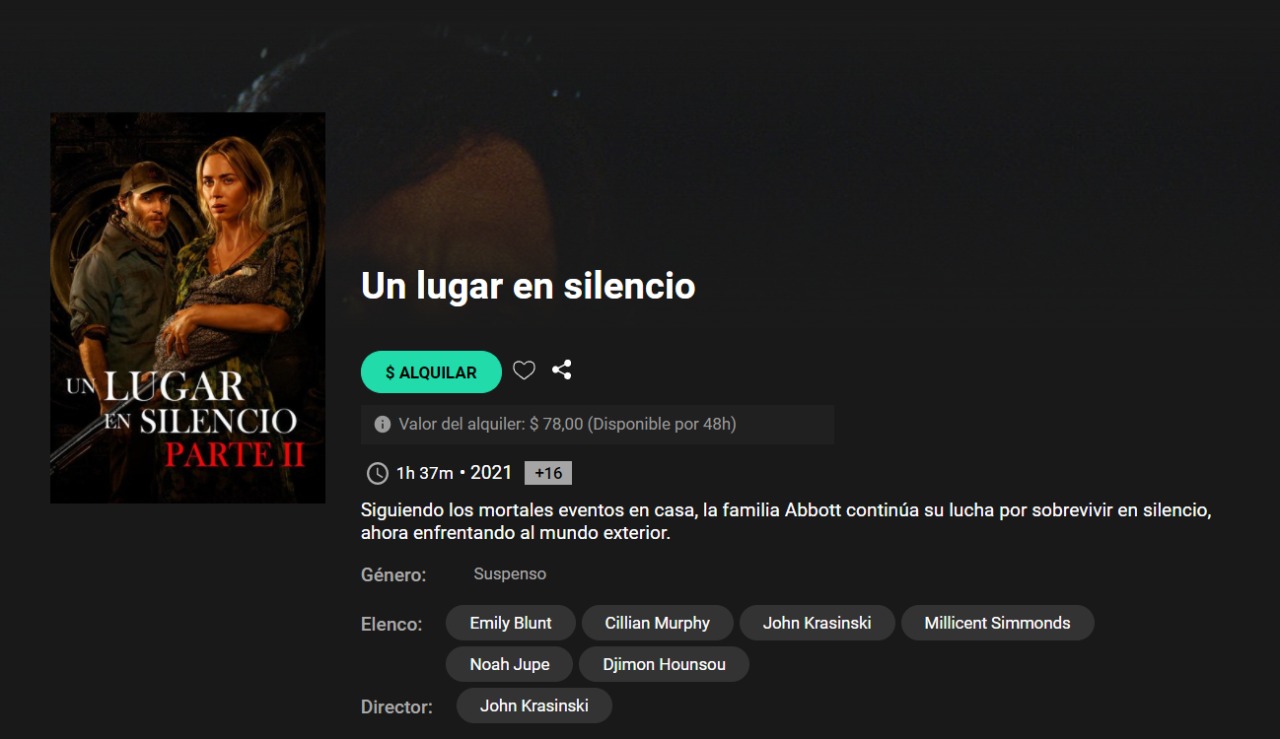 UN LUGAR
EN SILENCIO
PARTE II
Un lugar en silencio
$ ALQUILAR
Valor del alquiler: $ 78,00 (Disponible por 48h)
1h 37m • 2021 +16
Siguiendo los mortales eventos en casa, la familia Abbott continúa su lucha por sobrevivir en silencio,
ahora enfrentando al mundo exterior.
Género: Suspenso
Elenco: Emily Blunt Cillian Murphy John Krasinski Millicent Simmonds
Noah Jupe Djimon Hounsou
Director: John Krasinski